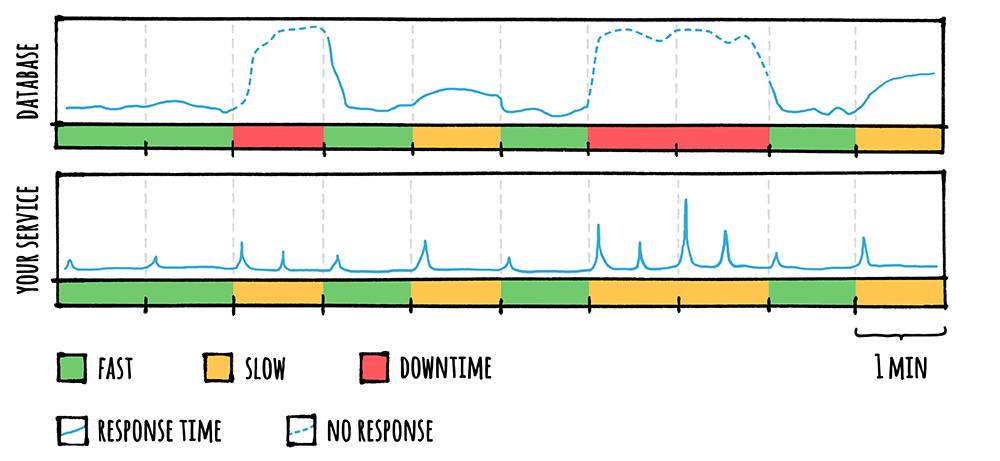 DATABASE
YOUR SERVICE
1 MIN
FAST
SLOW
DOWNTIME
RESPONSE TIME
NO RESPONSE